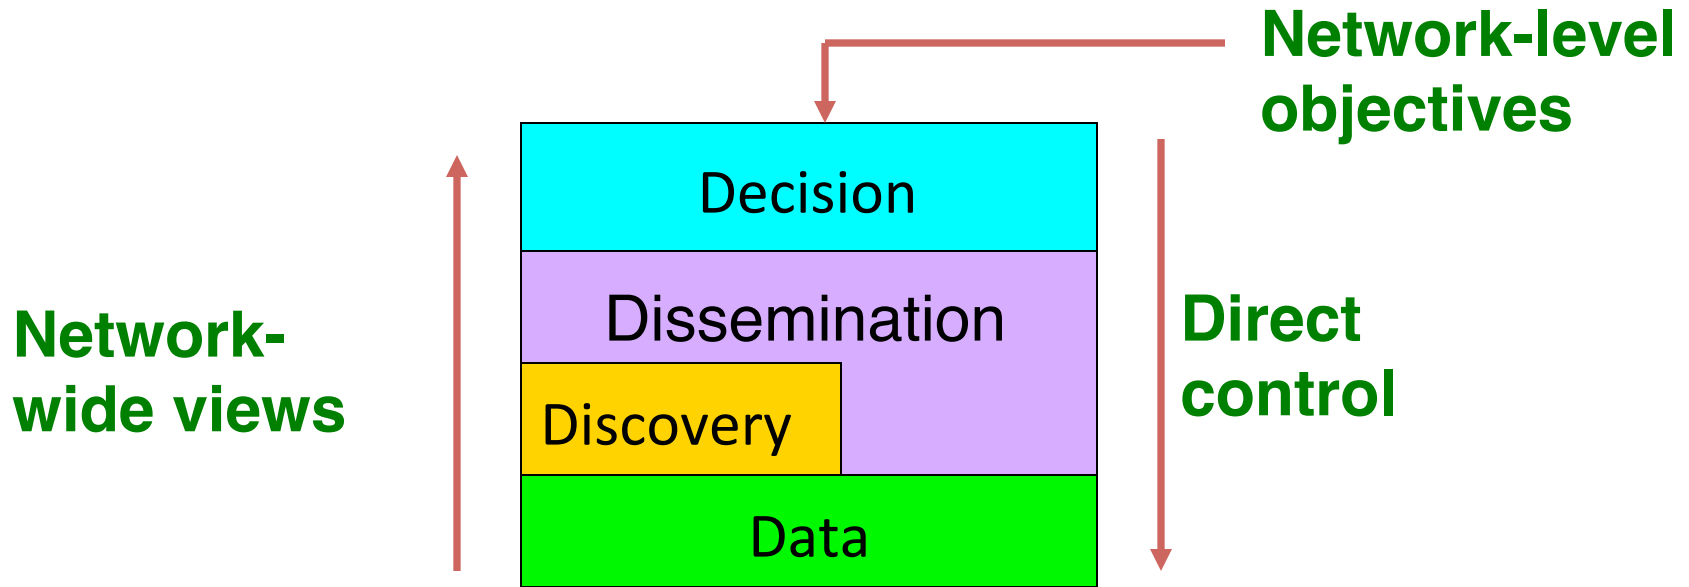 Network-level
objectives
Decision
Dissemination
Network-
wide views
Direct
control
Discovery
Data